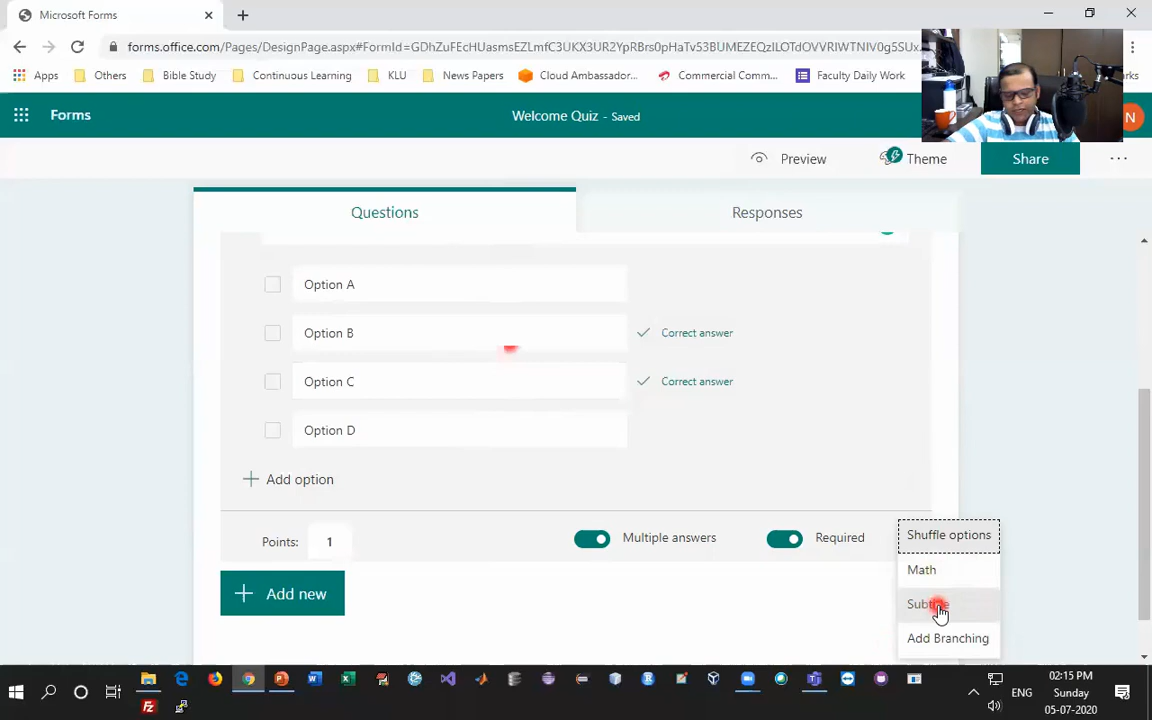 Microsoft Forms
forms.office.com/Pages/DesignPage.aspx#FormId=GDhZuFEcHUasmsEZLmfC3UKX3UR2YpRBrs0pHaTv53BUMEZEQzlLOTdOVVRIWTNIV0g5SUx
Apps
Others
Bible Study
Continuous Learning
KLU
News Papers
Cloud Ambassador...
Commercial Comm...
Faculty Daily Work
Forms
Welcome Quiz - Saved
N
Preview
Theme
Share
Questions
Responses
Option A
Option B
Correct answer
Option C
Correct answer
Option D
Add option
Points:
1
Multiple answers
Required
Shuffle options
Math
Subtitle
Add Branching
Add new
ENG
02:15 PM
Sunday
05-07-2020